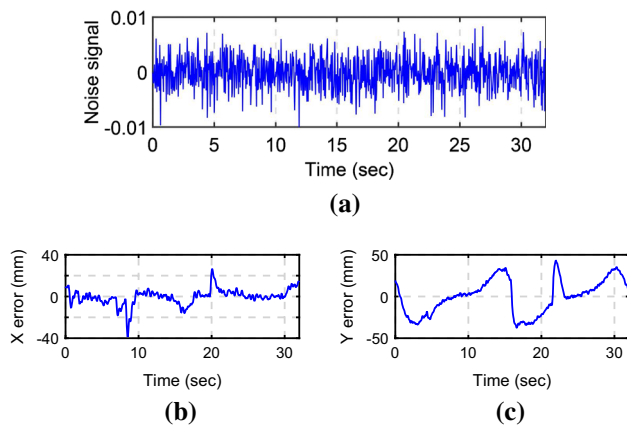 0.01
0
-0.01
Noise signal
0 5 10 15 20 25 30
Time (sec)
(a)
40
0
-40
X error (mm)
0 10 20 30
Time (sec)
(b)
50
0
-50
Y error (mm)
0 10 20 30
Time (sec)
(c)